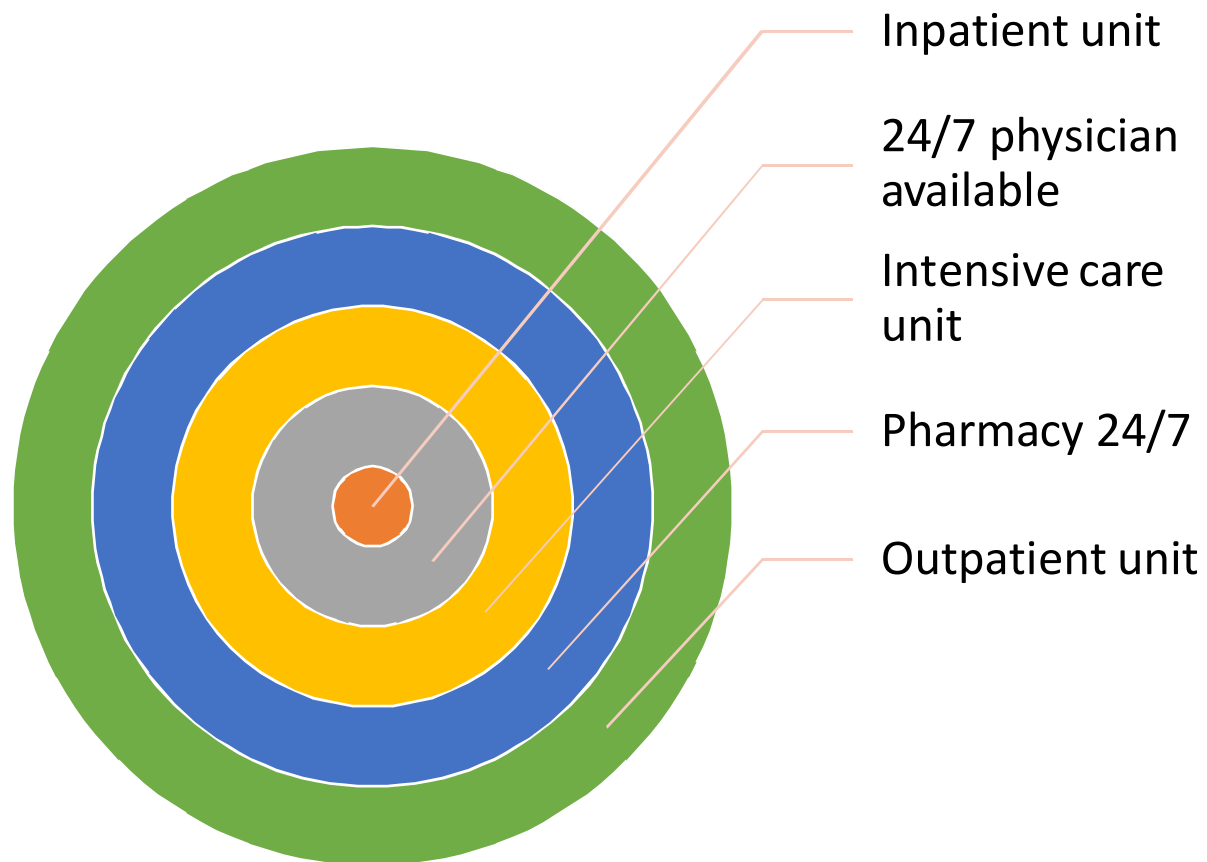 Inpatient unit
24/7 physician
available
Intensive care
unit
Pharmacy 24/7
Outpatient unit